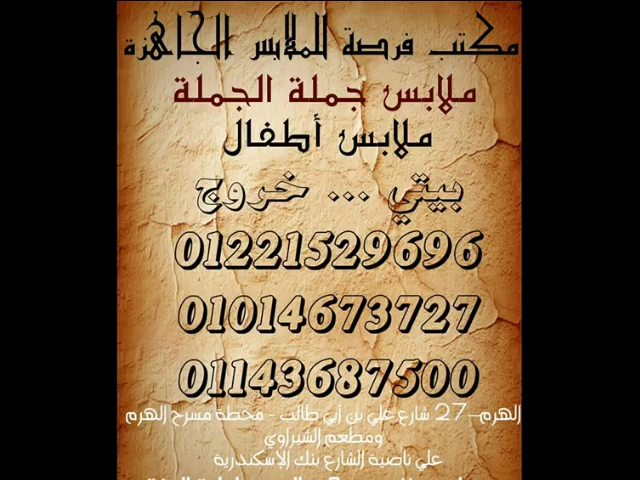 مكتب فرصة للملابس الجاهزة
ملابس جملة الجملة
ملابس أطفال
بيتي ... خروج
01221529696
01014673727
01143687500
الهرم-27 شارع علي بن أبي طالب - محطة مسرح الهرم
ومطعم الشبراوي
علي ناصية الشارع بنك الاسكندرية